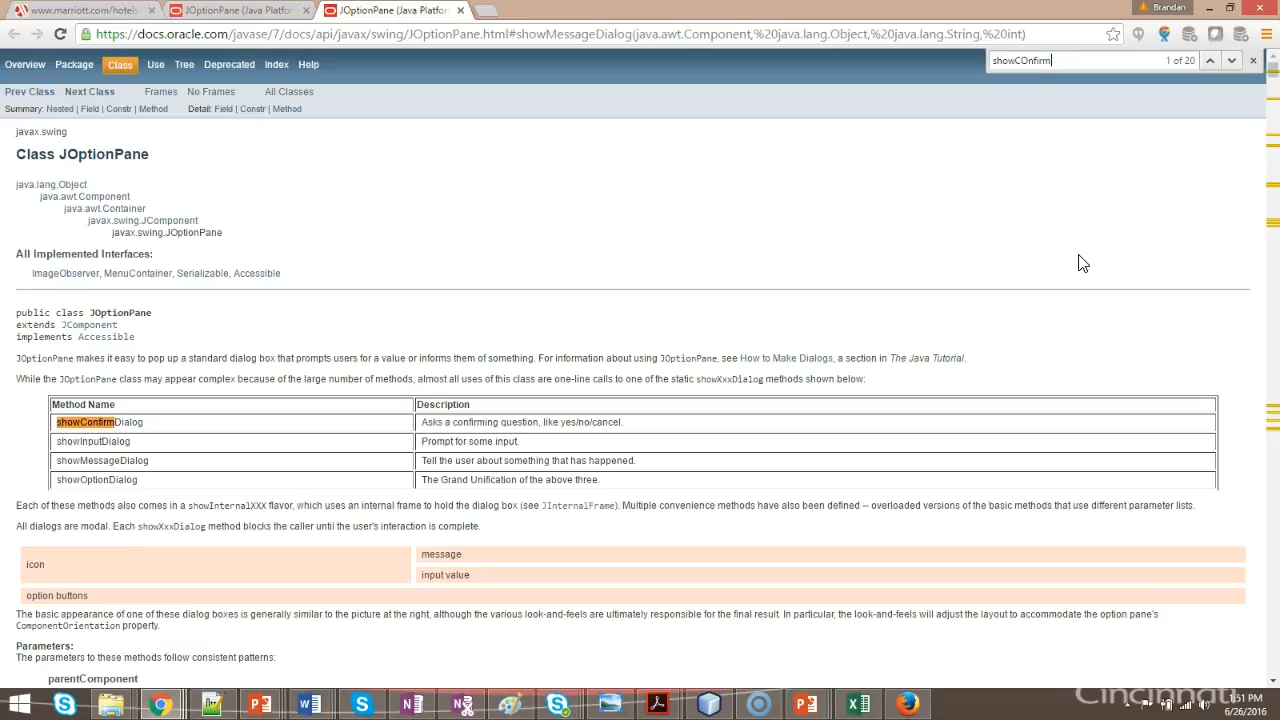 www.marriott.com/hotels
JOptionPane (Java Platfor
JOptionPane (Java Platfor
Brandan
https://docs.oracle.com/javase/7/docs/api/javax/swing/JOptionPane.html#showMessageDialog(java.awt.Component,%20java.lang.Object,%20java.lang.String,%20int)
Overview Package Class Use Tree Deprecated Index Help
showCOnfirm 1 of 20
Prev Class Next Class Frames No Frames All Classes
Summary: Nested | Field | Constr | Method Detail: Field | Constr | Method
javax.swing
Class JOptionPane
java.lang.Object
java.awt.Component
java.awt.Container
javax.swing.JComponent
javax.swing.JOptionPane
All Implemented Interfaces:
ImageObserver, MenuContainer, Serializable, Accessible
public class JOptionPane
extends JComponent
implements Accessible
JOptionPane makes it easy to pop up a standard dialog box that prompts users for a value or informs them of something. For information about using JOptionPane, see How to Make Dialogs, a section in The Java Tutorial.
While the JOptionPane class may appear complex because of the large number of methods, almost all uses of this class are one-line calls to one of the static showXxxDialog methods shown below:
Method Name Description
showConfirmDialog Asks a confirming question, like yes/no/cancel.
showInputDialog Prompt for some input.
showMessageDialog Tell the user about something that has happened.
showOptionDialog The Grand Unification of the above three.
Each of these methods also comes in a showInternalXXX flavor, which uses an internal frame to hold the dialog box (see JInternalFrame). Multiple convenience methods have also been defined -- overloaded versions of the basic methods that use different parameter lists.
All dialogs are modal. Each showXxxDialog method blocks the caller until the user's interaction is complete.
icon
message
input value
option buttons
The basic appearance of one of these dialog boxes is generally similar to the picture at the right, although the various look-and-feels are ultimately responsible for the final result. In particular, the look-and-feels will adjust the layout to accommodate the option pane's
ComponentOrientation property.
Parameters:
The parameters to these methods follow consistent patterns:
parentComponent
Cincinnati
1:51 PM
6/26/2016